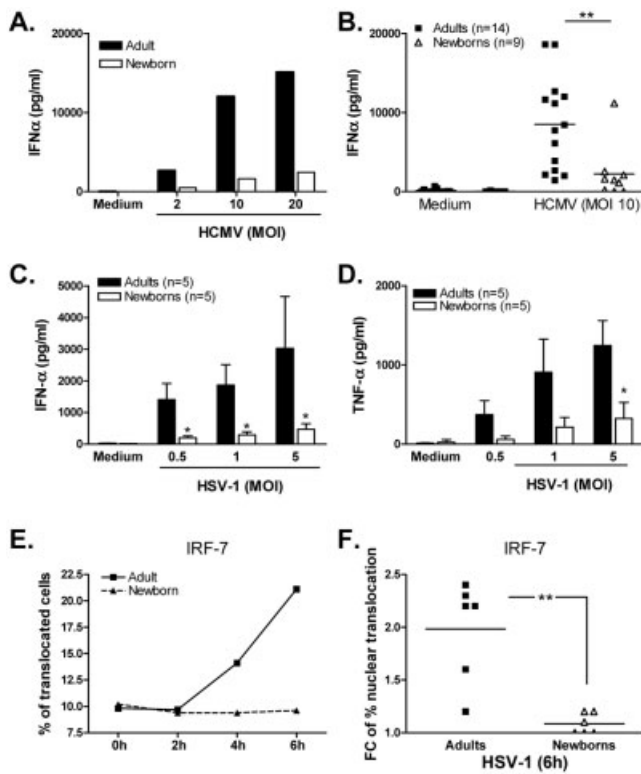 A.
Adult
Newborn
IFNα (pg/ml)
20000
10000
0
Medium 2 10 20
HCMV (MOI)
B.
Adults (n=14)
Newborns (n=9)
**
IFNα (pg/ml)
20000
10000
0
Medium HCMV (MOI 10)
C.
Adults (n=5)
Newborns (n=5)
IFN-α (pg/ml)
5000
4000
3000
2000
1000
0
* * *
Medium 0.5 1 5
HSV-1 (MOI)
D.
Adults (n=5)
Newborns (n=5)
TNF-α (pg/ml)
2000
1000
0
*
Medium 0.5 1 5
HSV-1 (MOI)
E.
IRF-7
Adult
Newborn
% of translocated cells
22.5
20.0
17.5
15.0
12.5
10.0
7.5
0h 2h 4h 6h
F.
IRF-7
**
FC of % nuclear translocation
2.5
2.0
1.5
1.0
Adults Newborns
HSV-1 (6h)